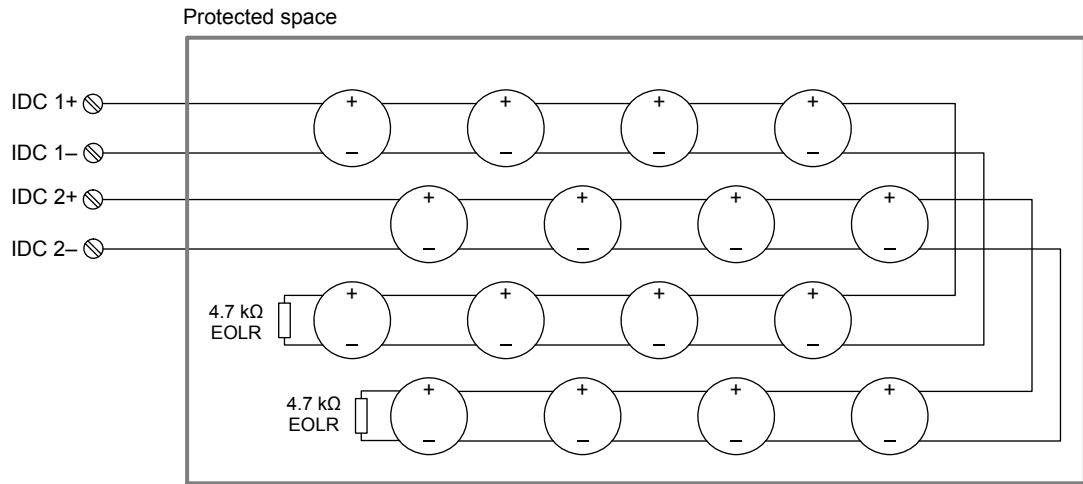 Protected space
IDC 1+
+ + + +
IDC 1–
– – – –
IDC 2+
+ + + +
IDC 2–
– – – –
4.7 kΩ
EOLR
+ + + +
– – – –
4.7 kΩ
EOLR
+ + + +
– – – –